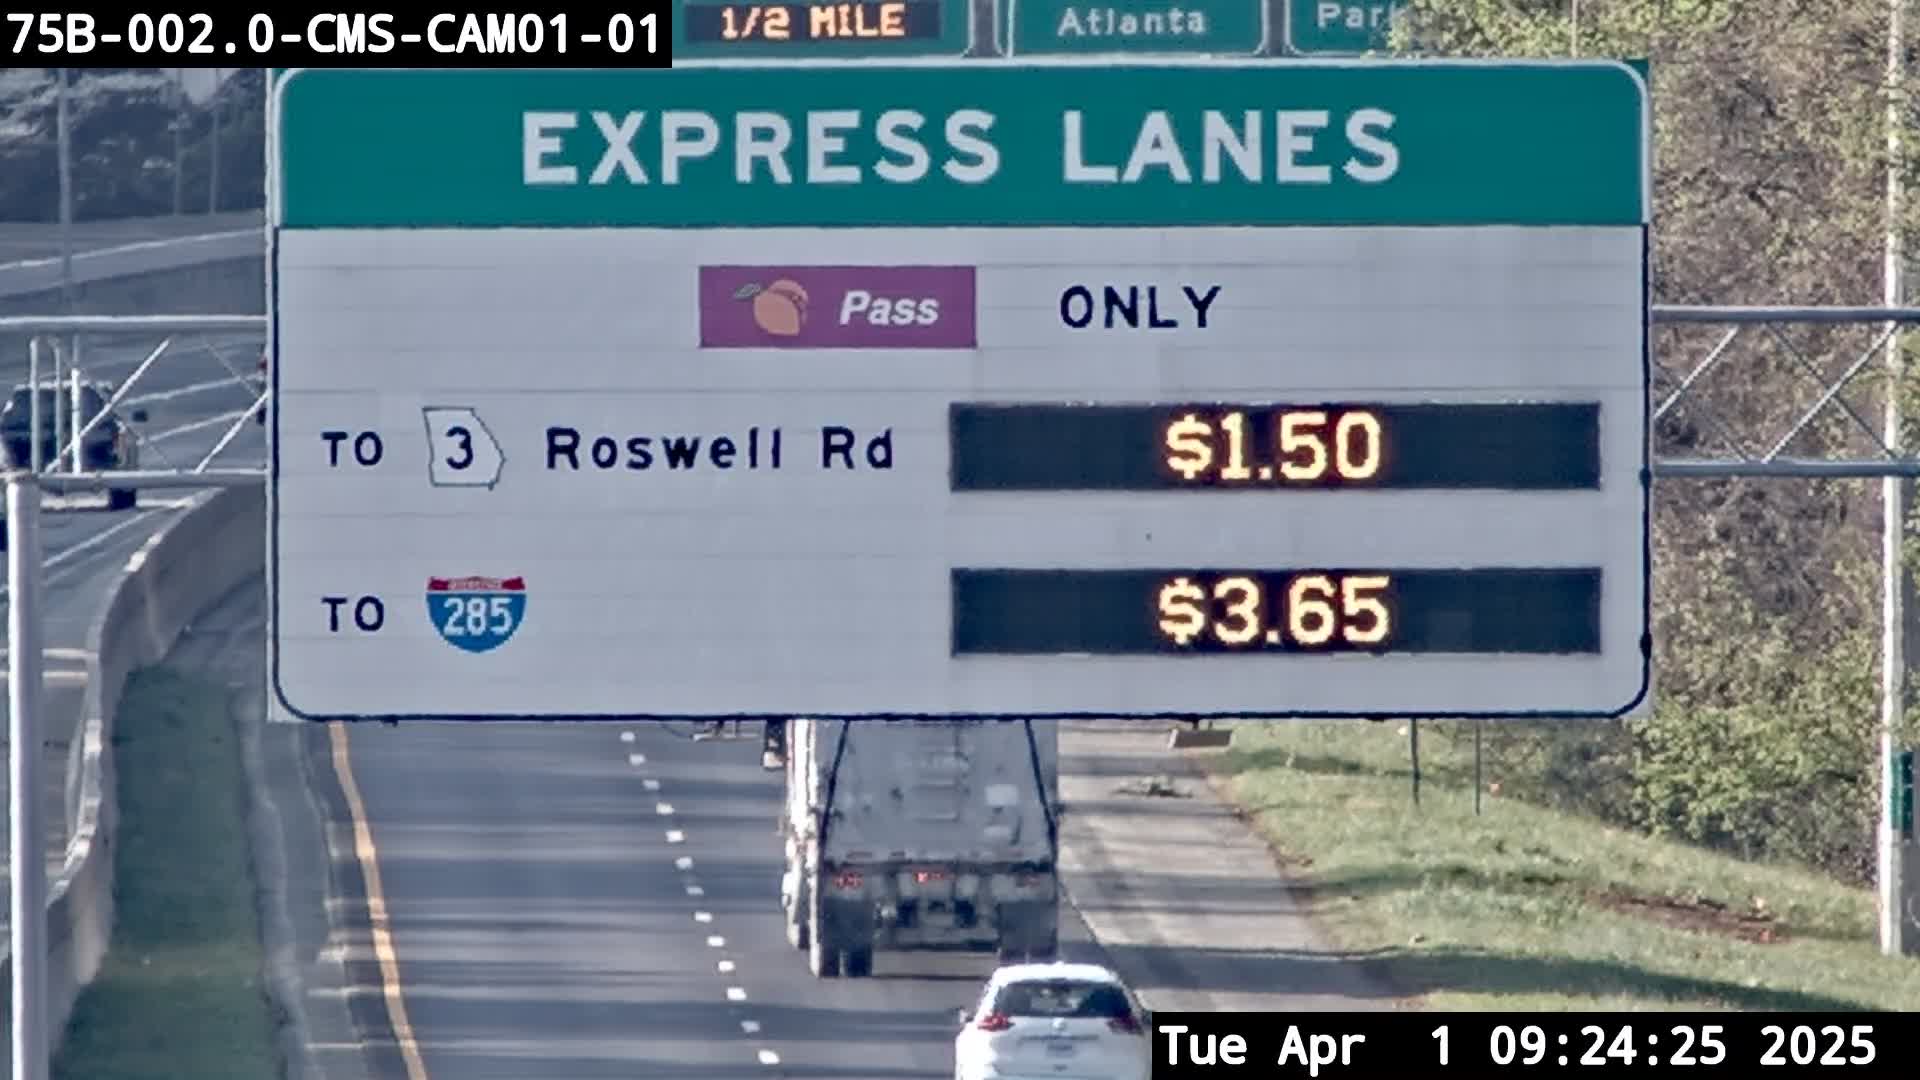 75B-002.0-CMS-CAM01-01
1/2 MILE
Atlanta
EXPRESS LANES
Pass ONLY
TO 3 Roswell Rd $1.50
TO 285 $3.65
Tue Apr 1 09:24:25 2025